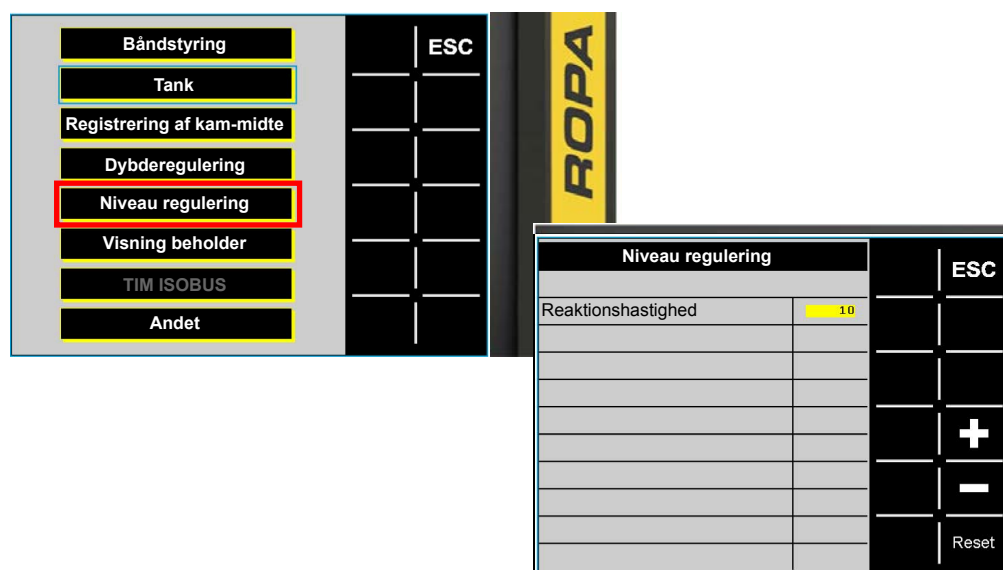 Båndstyring
ESC
Tank
Registrering af kam-midte
Dybderegulering
Niveau regulering
Visning beholder
TIM ISOBUS
Andet
ROPA
Niveau regulering
ESC
Reaktionshastighed 10
+
-
Reset